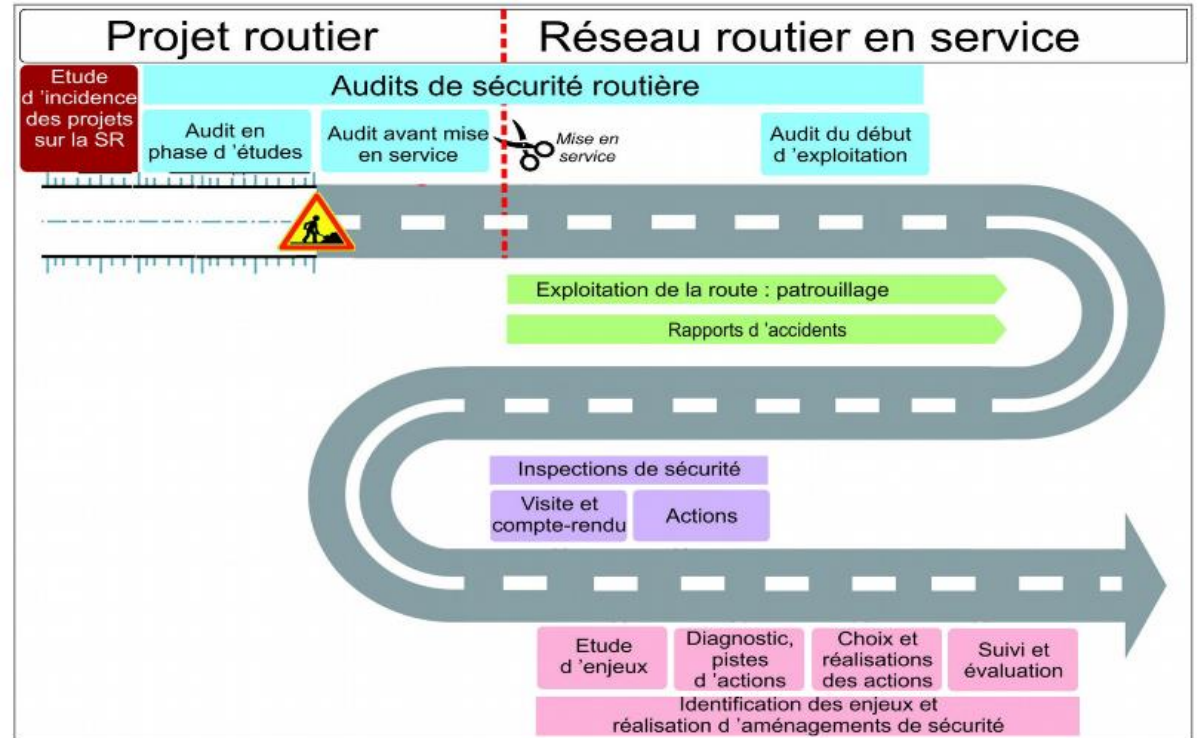 Projet routier
Réseau routier en service
Etude
d 'incidence
des projets
sur la SR
Audits de sécurité routière
Audit en
phase d 'études
Audit avant mise
en service
Mise en
service
Audit du début
d 'exploitation
Exploitation de la route : patrouillage
Rapports d 'accidents
Inspections de sécurité
Visite et
compte-rendu
Actions
Etude
d 'enjeux
Diagnostic,
pistes
d 'actions
Choix et
réalisations
des actions
Suivi et
évaluation
Identification des enjeux et
réalisation d 'aménagements de sécurité